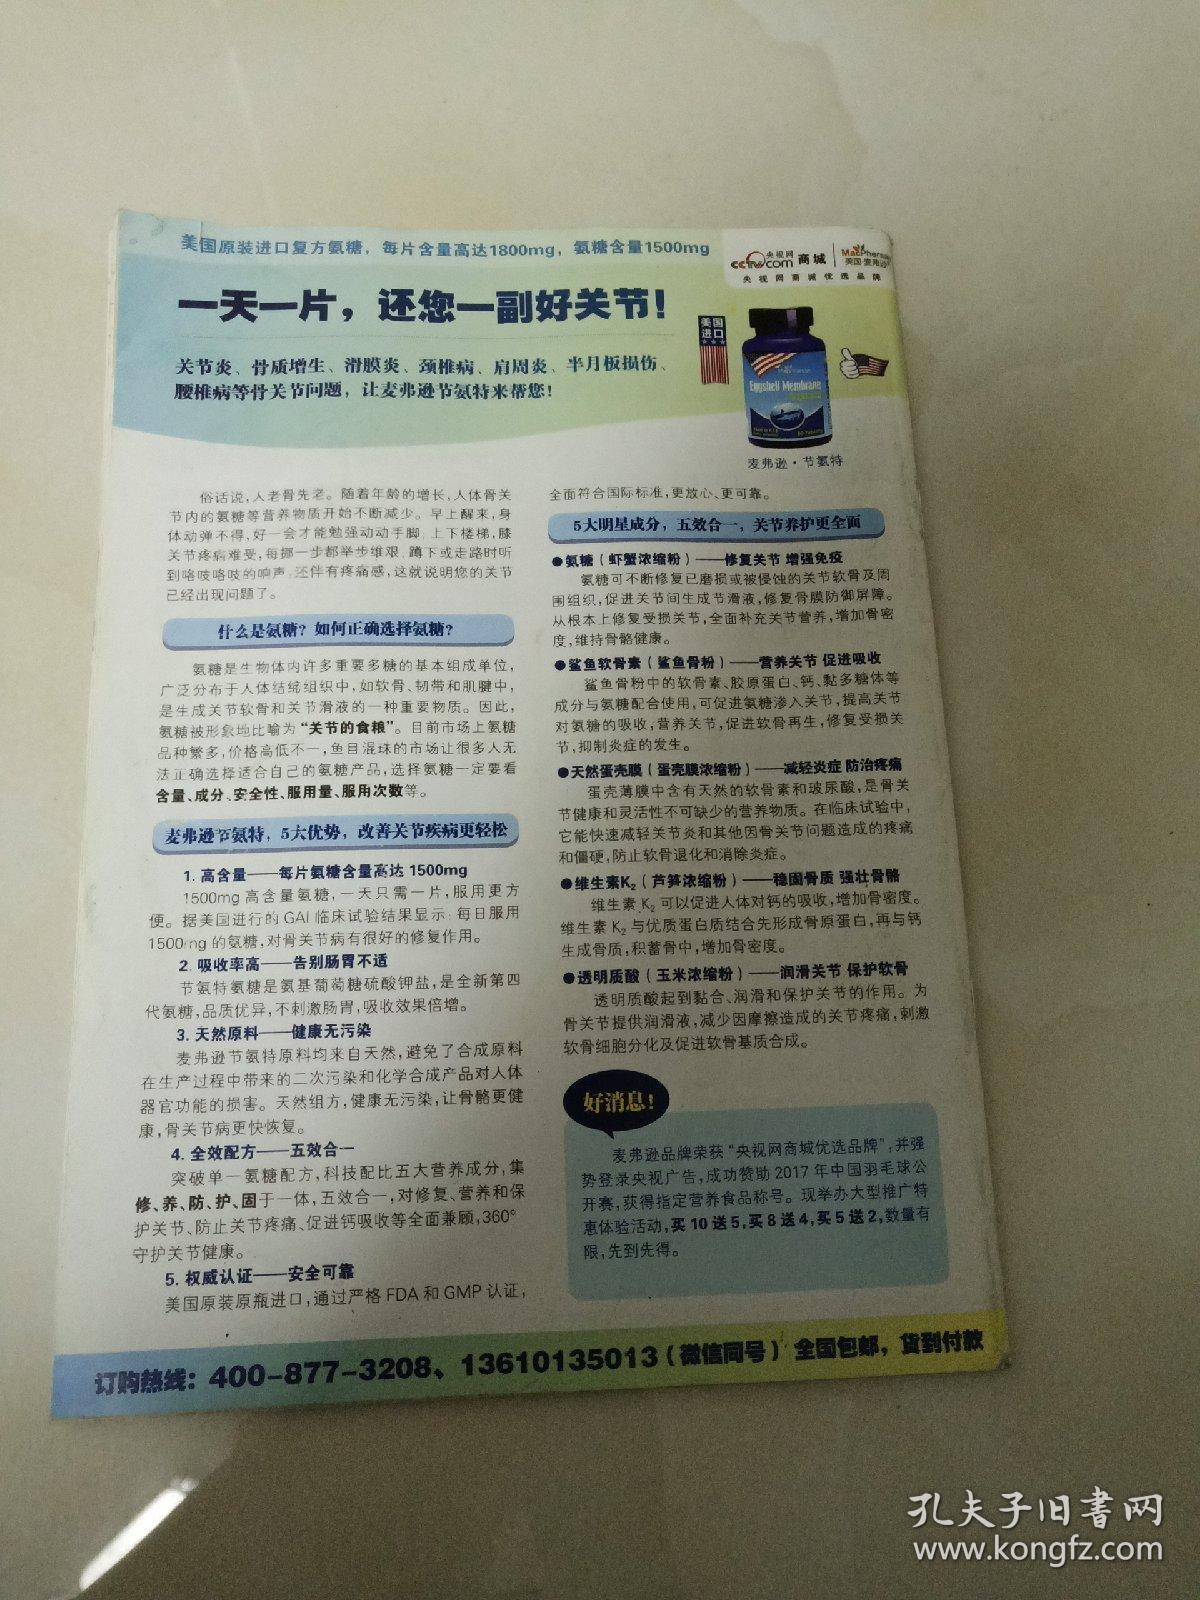 美国原装进口复方氨糖，每片含量高达1800mg，氨糖含量1500mg
央视网
CCTV.com 商城
央视网商城优选品牌
一天一片，还您一副好关节！
美国
进口
关节炎、骨质增生、滑膜炎、颈椎病、肩周炎、半月板损伤、
腰椎病等骨关节问题，让麦弗逊节氨特来帮您！
Eggshell Membrane
麦弗逊·节氨特
俗话说，人老骨先老。随着年龄的增长，人体骨关
节内的氨糖等营养物质开始不断减少。早上醒来，身
体动弹不得，好一会才能勉强动动手脚，上下楼梯，膝
关节疼痛难受，每挪一步都举步维艰，蹲下或走路时听
到咯吱咯吱的响声，还伴有疼痛感，这就说明您的关节
已经出现问题了。
什么是氨糖？如何正确选择氨糖？
氨糖是生物体内许多重要多糖的基本组成单位，
广泛分布于人体结缔组织中，如软骨、韧带和肌腱中，
是生成关节软骨和关节滑液的一种重要物质。因此，
氨糖被形象地比喻为“关节的食粮”。目前市场上氨糖
品种繁多，价格高低不一，鱼目混珠的市场让很多人无
法正确选择适合自己的氨糖产品，选择氨糖一定要看
含量、成分、安全性、服用量、服用次数等。
麦弗逊节氨特，5大优势，改善关节疾病更轻松
1. 高含量——每片氨糖含量高达 1500mg
1500mg 高含量氨糖，一天只需一片，服用更方
便。据美国进行的 GAI 临床试验结果显示：每日服用
1500mg 的氨糖，对骨关节病有很好的修复作用。
2. 吸收率高——告别肠胃不适
节氨特氨糖是氨基葡萄糖硫酸钾盐，是全新第四
代氨糖，品质优异，不刺激肠胃，吸收效果倍增。
3. 天然原料——健康无污染
麦弗逊节氨特原料均来自天然，避免了合成原料
在生产过程中带来的二次污染和化学合成产品对人体
器官功能的损害。天然组方，健康无污染，让骨骼更健
康，骨关节病更快恢复。
4. 全效配方——五效合一
突破单一氨糖配方，科技配比五大营养成分，集
修、养、防、护、固于一体，五效合一，对修复、营养和保
护关节、防止关节疼痛、促进钙吸收等全面兼顾，360°
守护关节健康。
5. 权威认证——安全可靠
美国原装原瓶进口，通过严格 FDA 和 GMP 认证，
全面符合国际标准，更放心、更可靠。
5大明星成分，五效合一，关节养护更全面
●氨糖（虾蟹浓缩粉）——修复关节 增强免疫
氨糖可不断修复已磨损或被侵蚀的关节软骨及周
围组织，促进关节间生成节滑液，修复骨膜防御屏障。
从根本上修复受损关节，全面补充关节营养，增加骨密
度，维持骨骼健康。
●鲨鱼软骨素（鲨鱼骨粉）——营养关节 促进吸收
鲨鱼骨粉中的软骨素、胶原蛋白、钙、黏多糖体等
成分与氨糖配合使用，可促进氨糖渗入关节，提高关节
对氨糖的吸收，营养关节，促进软骨再生，修复受损关
节，抑制炎症的发生。
●天然蛋壳膜（蛋壳膜浓缩粉）——减轻炎症 防治疼痛
蛋壳薄膜中含有天然的软骨素和玻尿酸，是骨关
节健康和灵活性不可缺少的营养物质。在临床试验中，
它能快速减轻关节炎和其他因骨关节问题造成的疼痛
和僵硬，防止软骨退化和消除炎症。
●维生素K₂（芦笋浓缩粉）——稳固骨质 强壮骨骼
维生素 K₂ 可以促进人体对钙的吸收，增加骨密度。
维生素 K₂ 与优质蛋白质结合先形成骨原蛋白，再与钙
生成骨质，积蓄骨中，增加骨密度。
●透明质酸（玉米浓缩粉）——润滑关节 保护软骨
透明质酸起到黏合、润滑和保护关节的作用。为
骨关节提供润滑液，减少因摩擦造成的关节疼痛，刺激
软骨细胞分化及促进软骨基质合成。
好消息！
麦弗逊品牌荣获“央视网商城优选品牌”，并强
势登录央视广告，成功赞助 2017 年中国羽毛球公
开赛，获得指定营养食品称号。现举办大型推广特
惠体验活动，买 10 送 5，买 8 送 4，买 5 送 2，数量有
限，先到先得。
订购热线：400-877-3208、13610135013（微信同号） 全国包邮，货到付款
孔夫子旧书网
www.kongfz.com